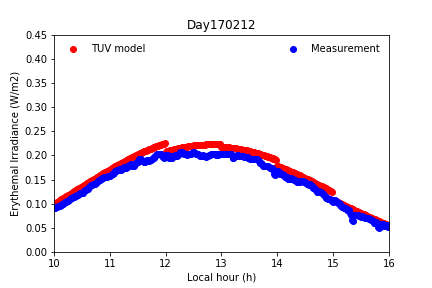 Day170212
TUV model
Measurement
Erythemal Irradiance (W/m2)
0.45
0.40
0.35
0.30
0.25
0.20
0.15
0.10
0.05
0.00
10 11 12 13 14 15 16
Local hour (h)